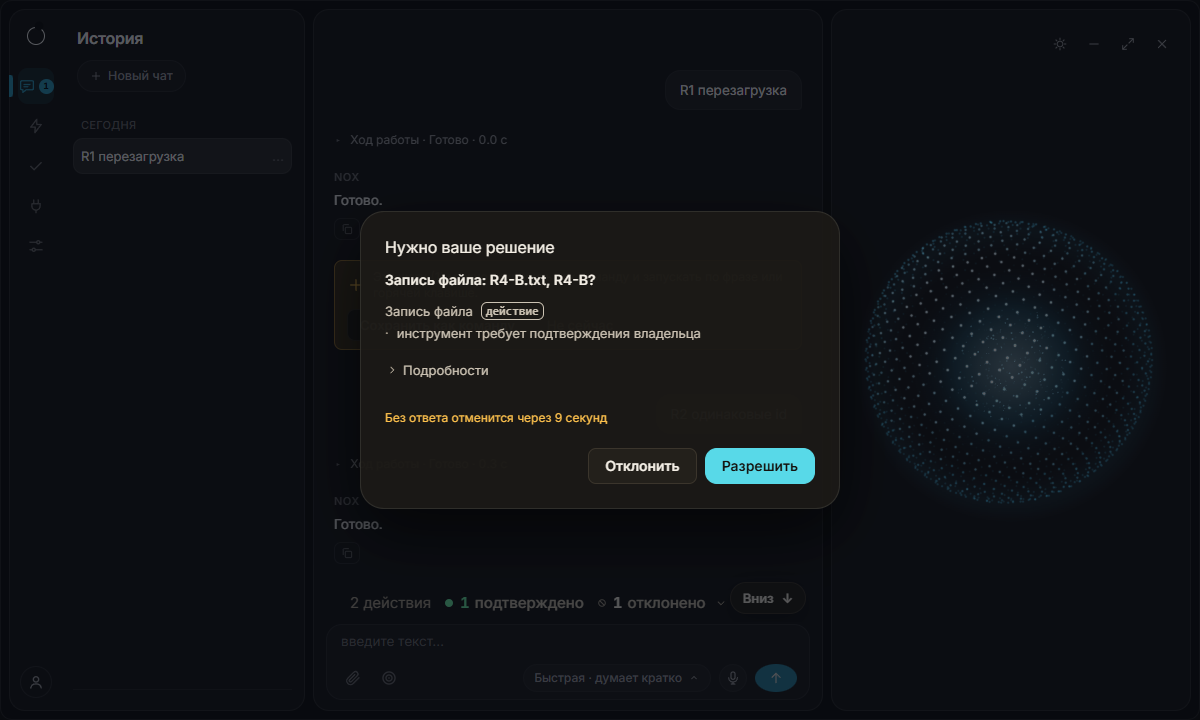 История
+ Новый чат
1
СЕГОДНЯ
R1 перезагрузка
...
R1 перезагрузка
· Ход работы · Готово · 0.0 с
NOX
Готово.
Нужно ваше решение
Запись файла: R4-B.txt, R4-B?
Запись файла действие
· инструмент требует подтверждения владельца
Подробности
Без ответа отменится через 9 секунд
Отклонить
Разрешить
NOX
Готово.
2 действия 1 подтверждено 1 отклонено
Вниз ↓
введите текст...
Быстрая · думает кратко